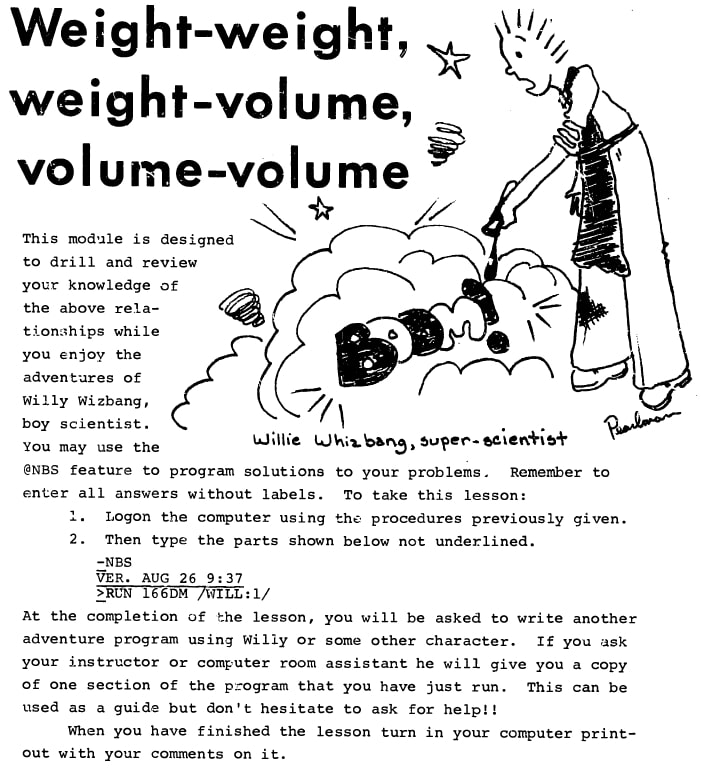 Weight-weight,
weight-volume,
volume-volume
This module is designed
to drill and review
your knowledge of
the above rela-
tionships while
you enjoy the
adventures of
Willy Wizbang,
boy scientist.
You may use the
BOOM!
Willie Whizbang, super-scientist
Pearlman
@NBS feature to program solutions to your problems. Remember to
enter all answers without labels. To take this lesson:
1. Logon the computer using the procedures previously given.
2. Then type the parts shown below not underlined.
-NBS
VER. AUG 26 9:37
>RUN 166DM /WILL:1/
At the completion of the lesson, you will be asked to write another
adventure program using Willy or some other character. If you ask
your instructor or computer room assistant he will give you a copy
of one section of the program that you have just run. This can be
used as a guide but don't hesitate to ask for help!!
When you have finished the lesson turn in your computer print-
out with your comments on it.